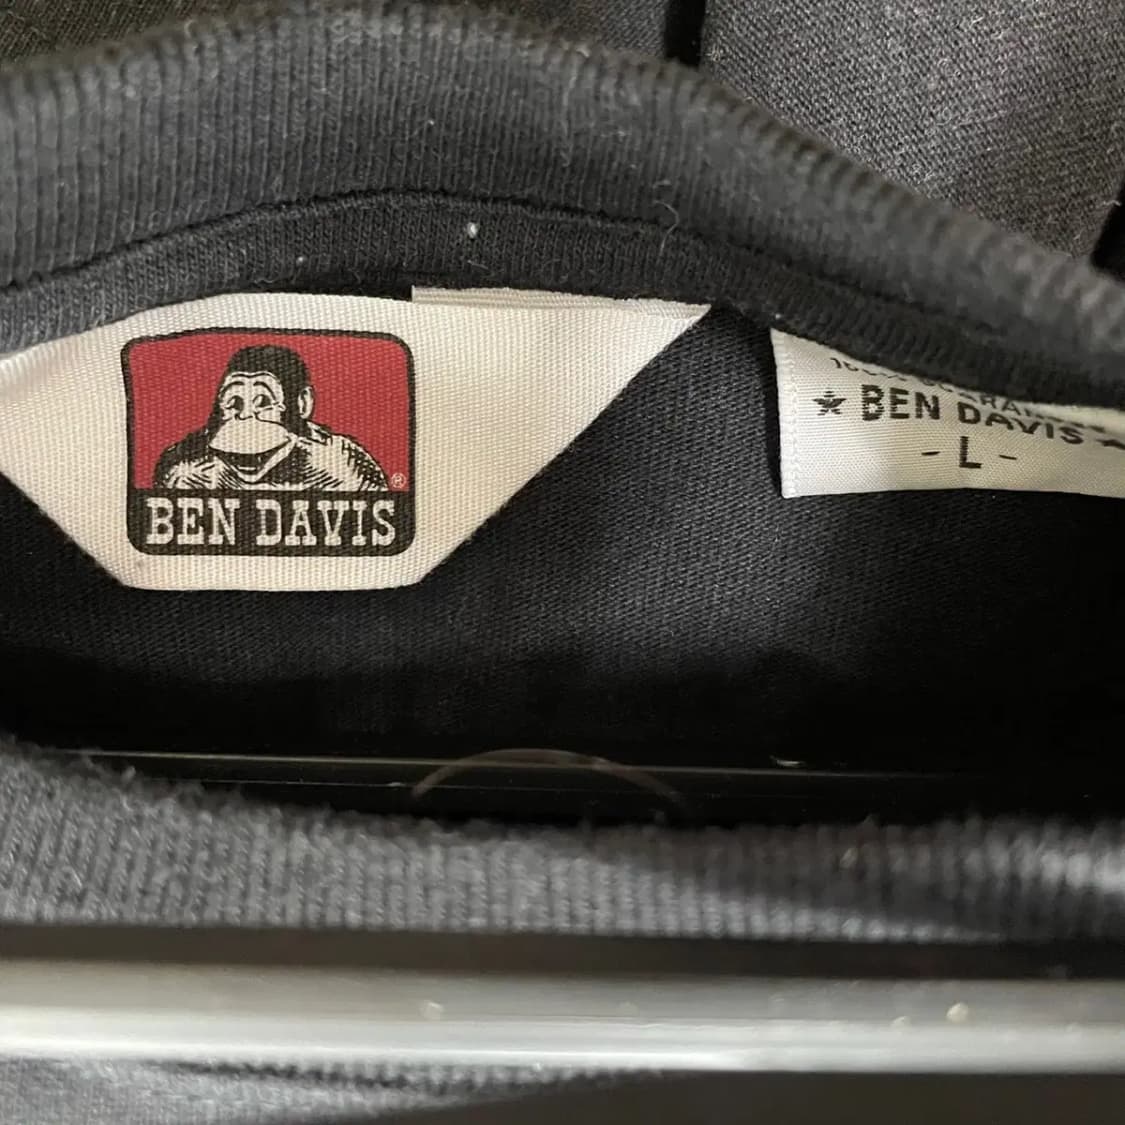 BEN DAVIS
®
★ BEN DAVIS ★
- L -